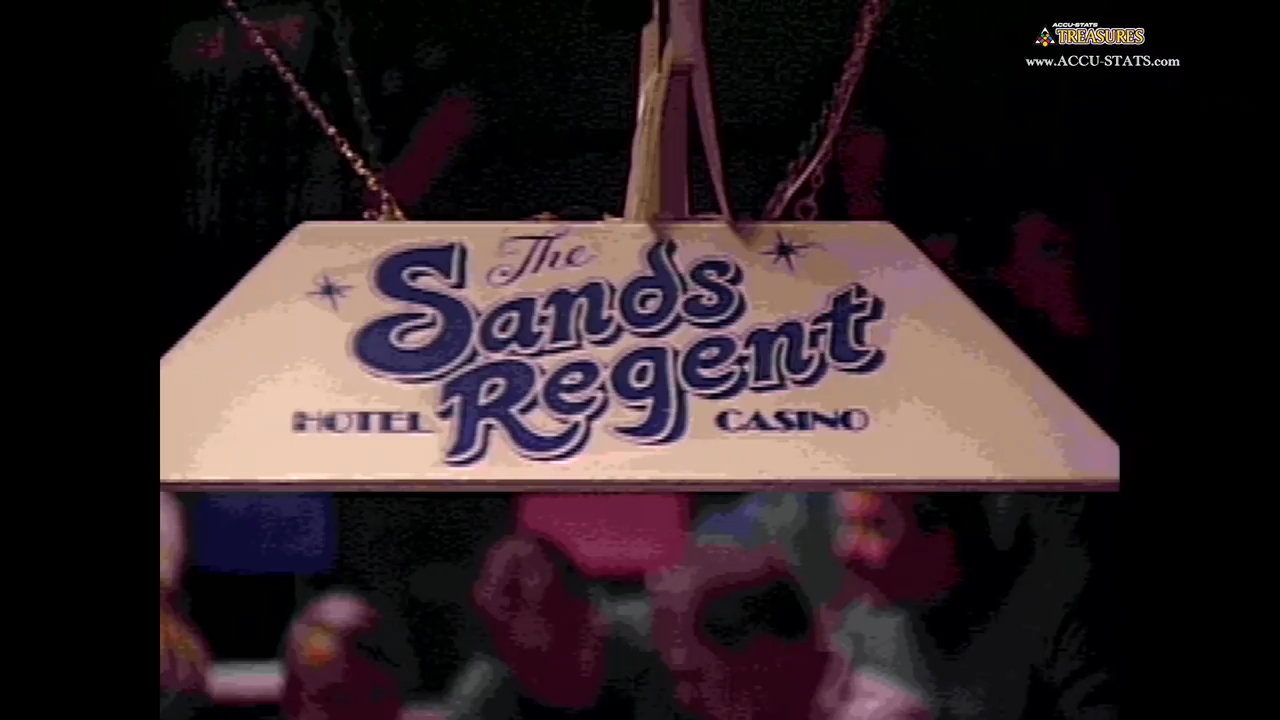 ACCU-STATS
TREASURES
www.ACCU-STATS.com
The
Sands
Regent
HOTEL CASINO